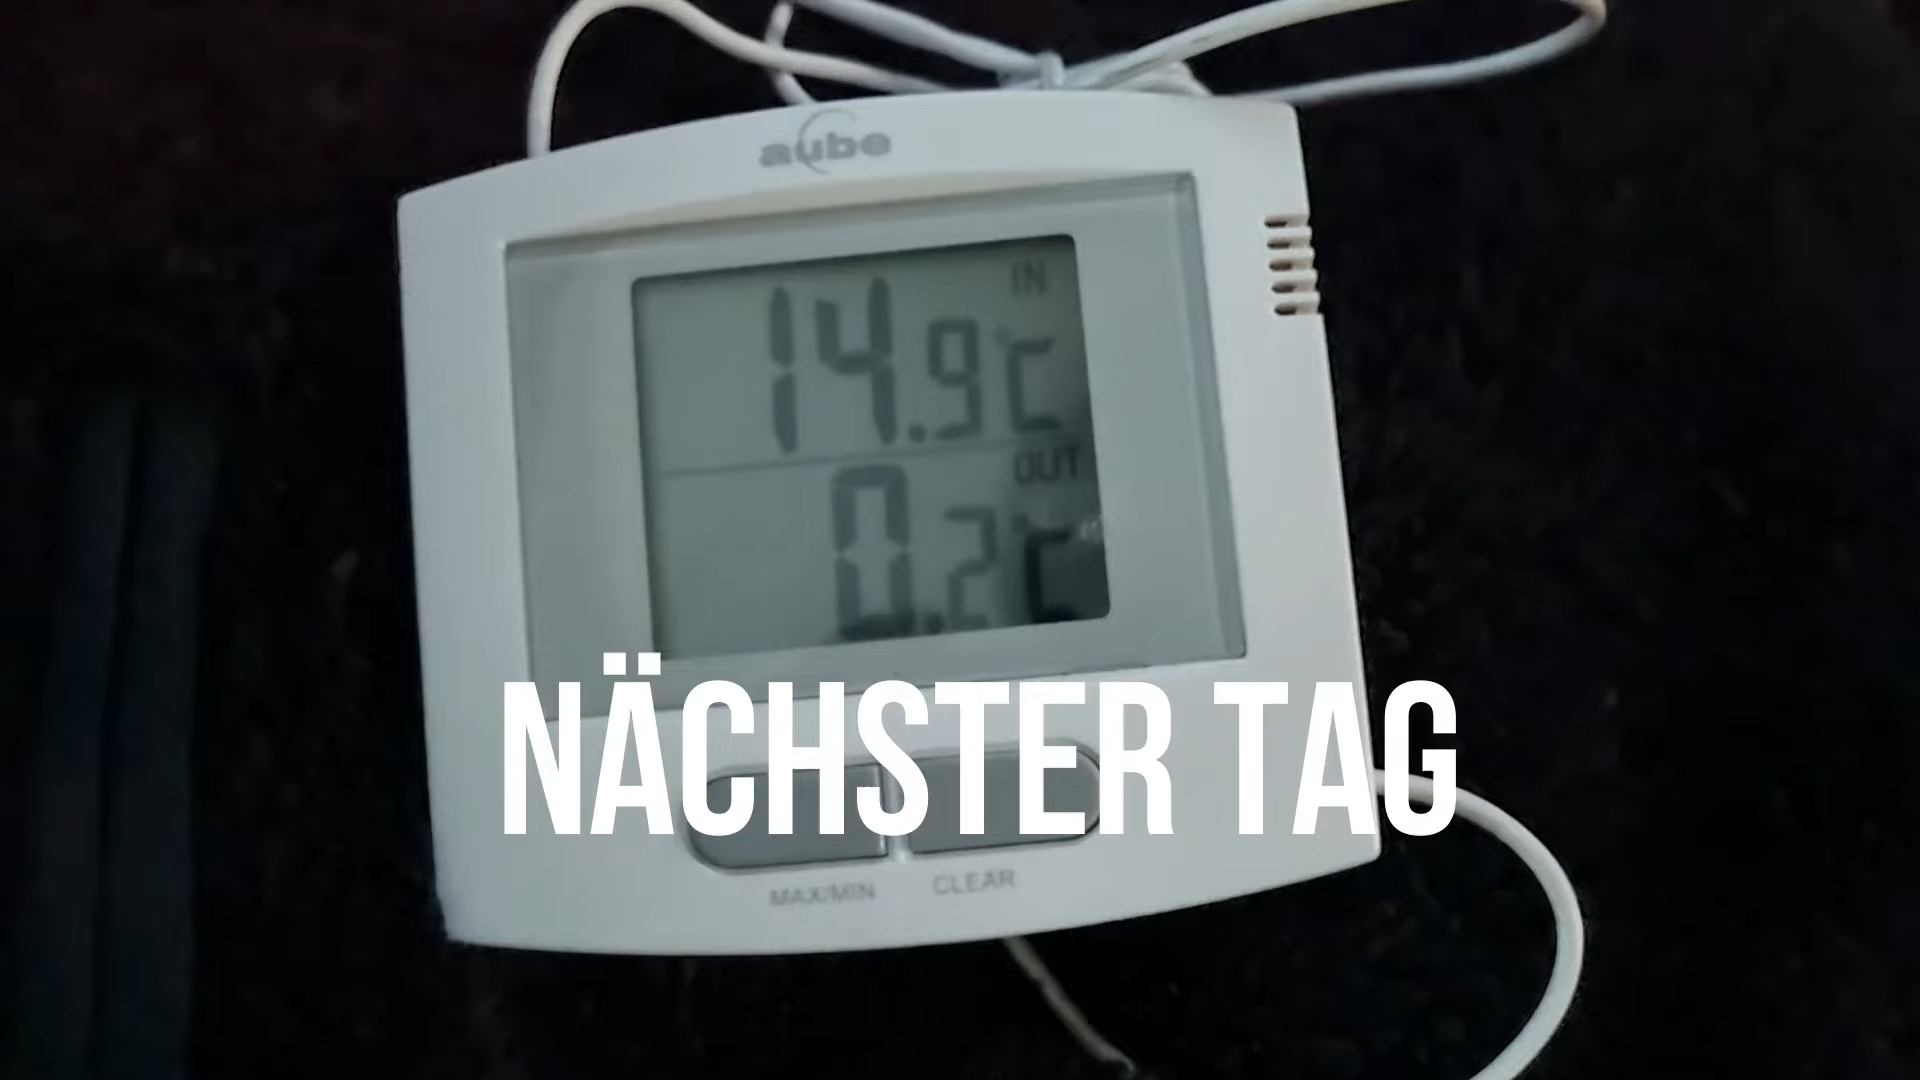 aube
IN
14.9°C
OUT
0.2°C
NÄCHSTER TAG
MAX/MIN
CLEAR